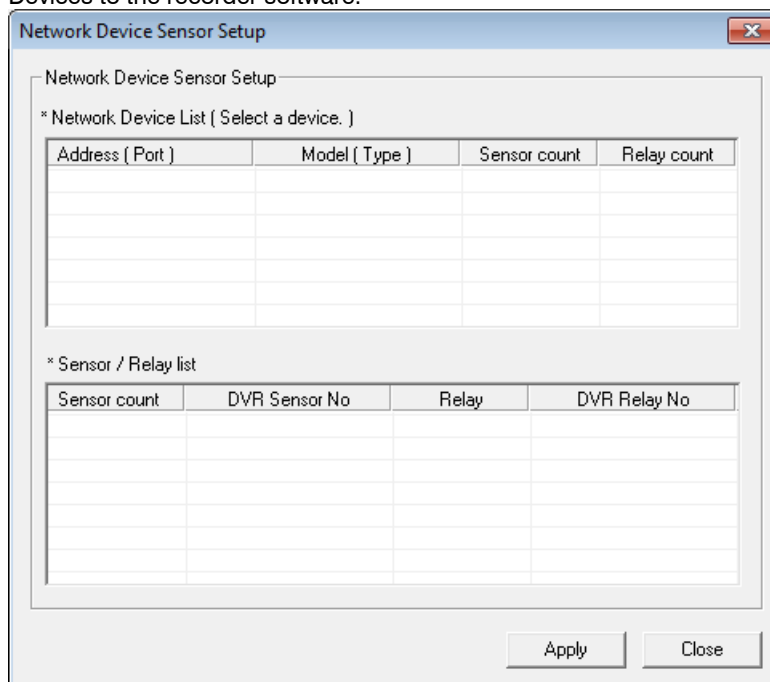 Devices to the recorder software.
Network Device Sensor Setup
Network Device Sensor Setup
* Network Device List ( Select a device. )
Address ( Port ) Model ( Type ) Sensor count Relay count
* Sensor / Relay list
Sensor count DVR Sensor No Relay DVR Relay No
Apply Close